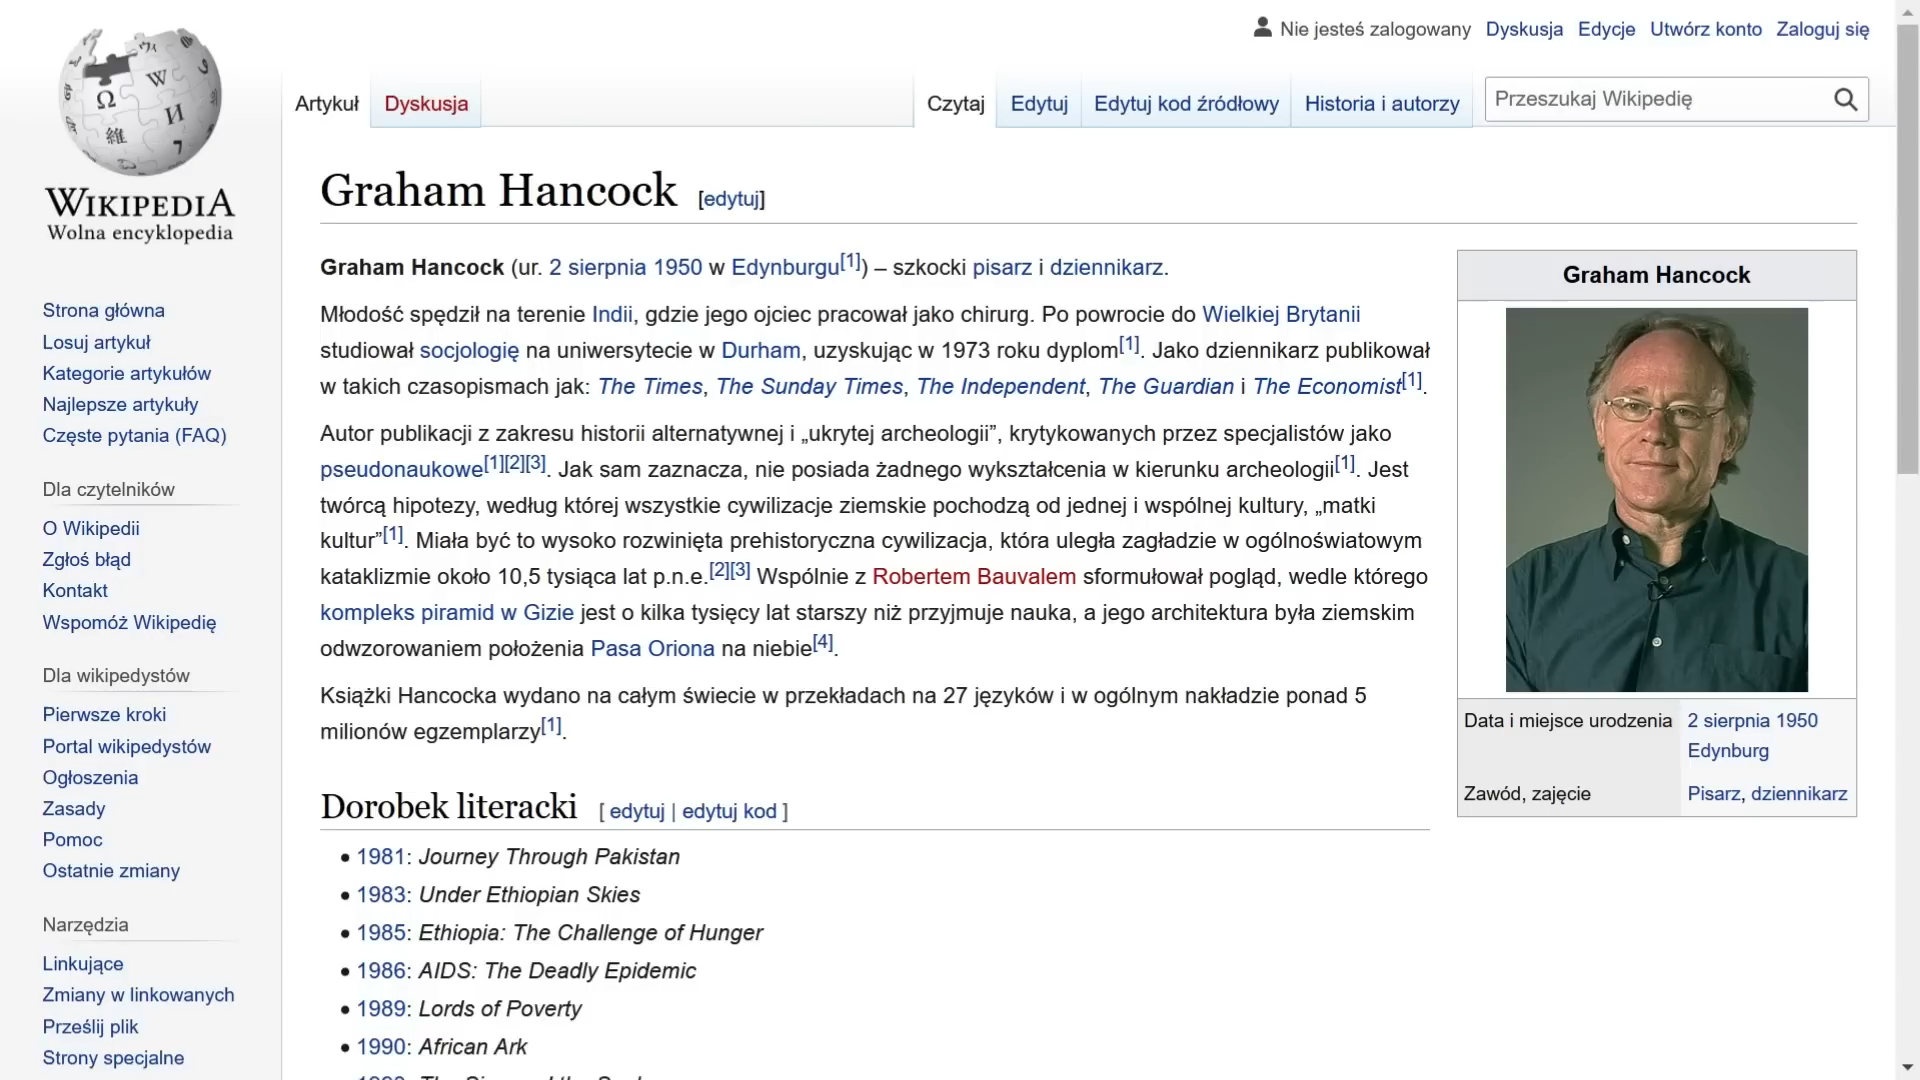 Nie jesteś zalogowany Dyskusja Edycje Utwórz konto Zaloguj się
Artykuł Dyskusja Czytaj Edytuj Edytuj kod źródłowy Historia i autorzy Przeszukaj Wikipedię
WIKIPEDIA
Wolna encyklopedia
Strona główna
Losuj artykuł
Kategorie artykułów
Najlepsze artykuły
Częste pytania (FAQ)
Dla czytelników
O Wikipedii
Zgłoś błąd
Kontakt
Wspomóż Wikipedię
Dla wikipedystów
Pierwsze kroki
Portal wikipedystów
Ogłoszenia
Zasady
Pomoc
Ostatnie zmiany
Narzędzia
Linkujące
Zmiany w linkowanych
Prześlij plik
Strony specjalne
Graham Hancock [edytuj]
Graham Hancock (ur. 2 sierpnia 1950 w Edynburgu[1]) – szkocki pisarz i dziennikarz.
Młodość spędził na terenie Indii, gdzie jego ojciec pracował jako chirurg. Po powrocie do Wielkiej Brytanii
studiował socjologię na uniwersytecie w Durham, uzyskując w 1973 roku dyplom[1]. Jako dziennikarz publikował
w takich czasopismach jak: The Times, The Sunday Times, The Independent, The Guardian i The Economist[1].
Autor publikacji z zakresu historii alternatywnej i „ukrytej archeologii”, krytykowanych przez specjalistów jako
pseudonaukowe[1][2][3]. Jak sam zaznacza, nie posiada żadnego wykształcenia w kierunku archeologii[1]. Jest
twórcą hipotezy, według której wszystkie cywilizacje ziemskie pochodzą od jednej i wspólnej kultury, „matki
kultur”[1]. Miała być to wysoko rozwinięta prehistoryczna cywilizacja, która uległa zagładzie w ogólnoświatowym
kataklizmie około 10,5 tysiąca lat p.n.e.[2][3] Wspólnie z Robertem Bauvalem sformułował pogląd, wedle którego
kompleks piramid w Gizie jest o kilka tysięcy lat starszy niż przyjmuje nauka, a jego architektura była ziemskim
odwzorowaniem położenia Pasa Oriona na niebie[4].
Książki Hancocka wydano na całym świecie w przekładach na 27 języków i w ogólnym nakładzie ponad 5
milionów egzemplarzy[1].
Dorobek literacki [ edytuj | edytuj kod ]
• 1981: Journey Through Pakistan
• 1983: Under Ethiopian Skies
• 1985: Ethiopia: The Challenge of Hunger
• 1986: AIDS: The Deadly Epidemic
• 1989: Lords of Poverty
• 1990: African Ark
Graham Hancock
Data i miejsce urodzenia 2 sierpnia 1950
Edynburg
Zawód, zajęcie Pisarz, dziennikarz